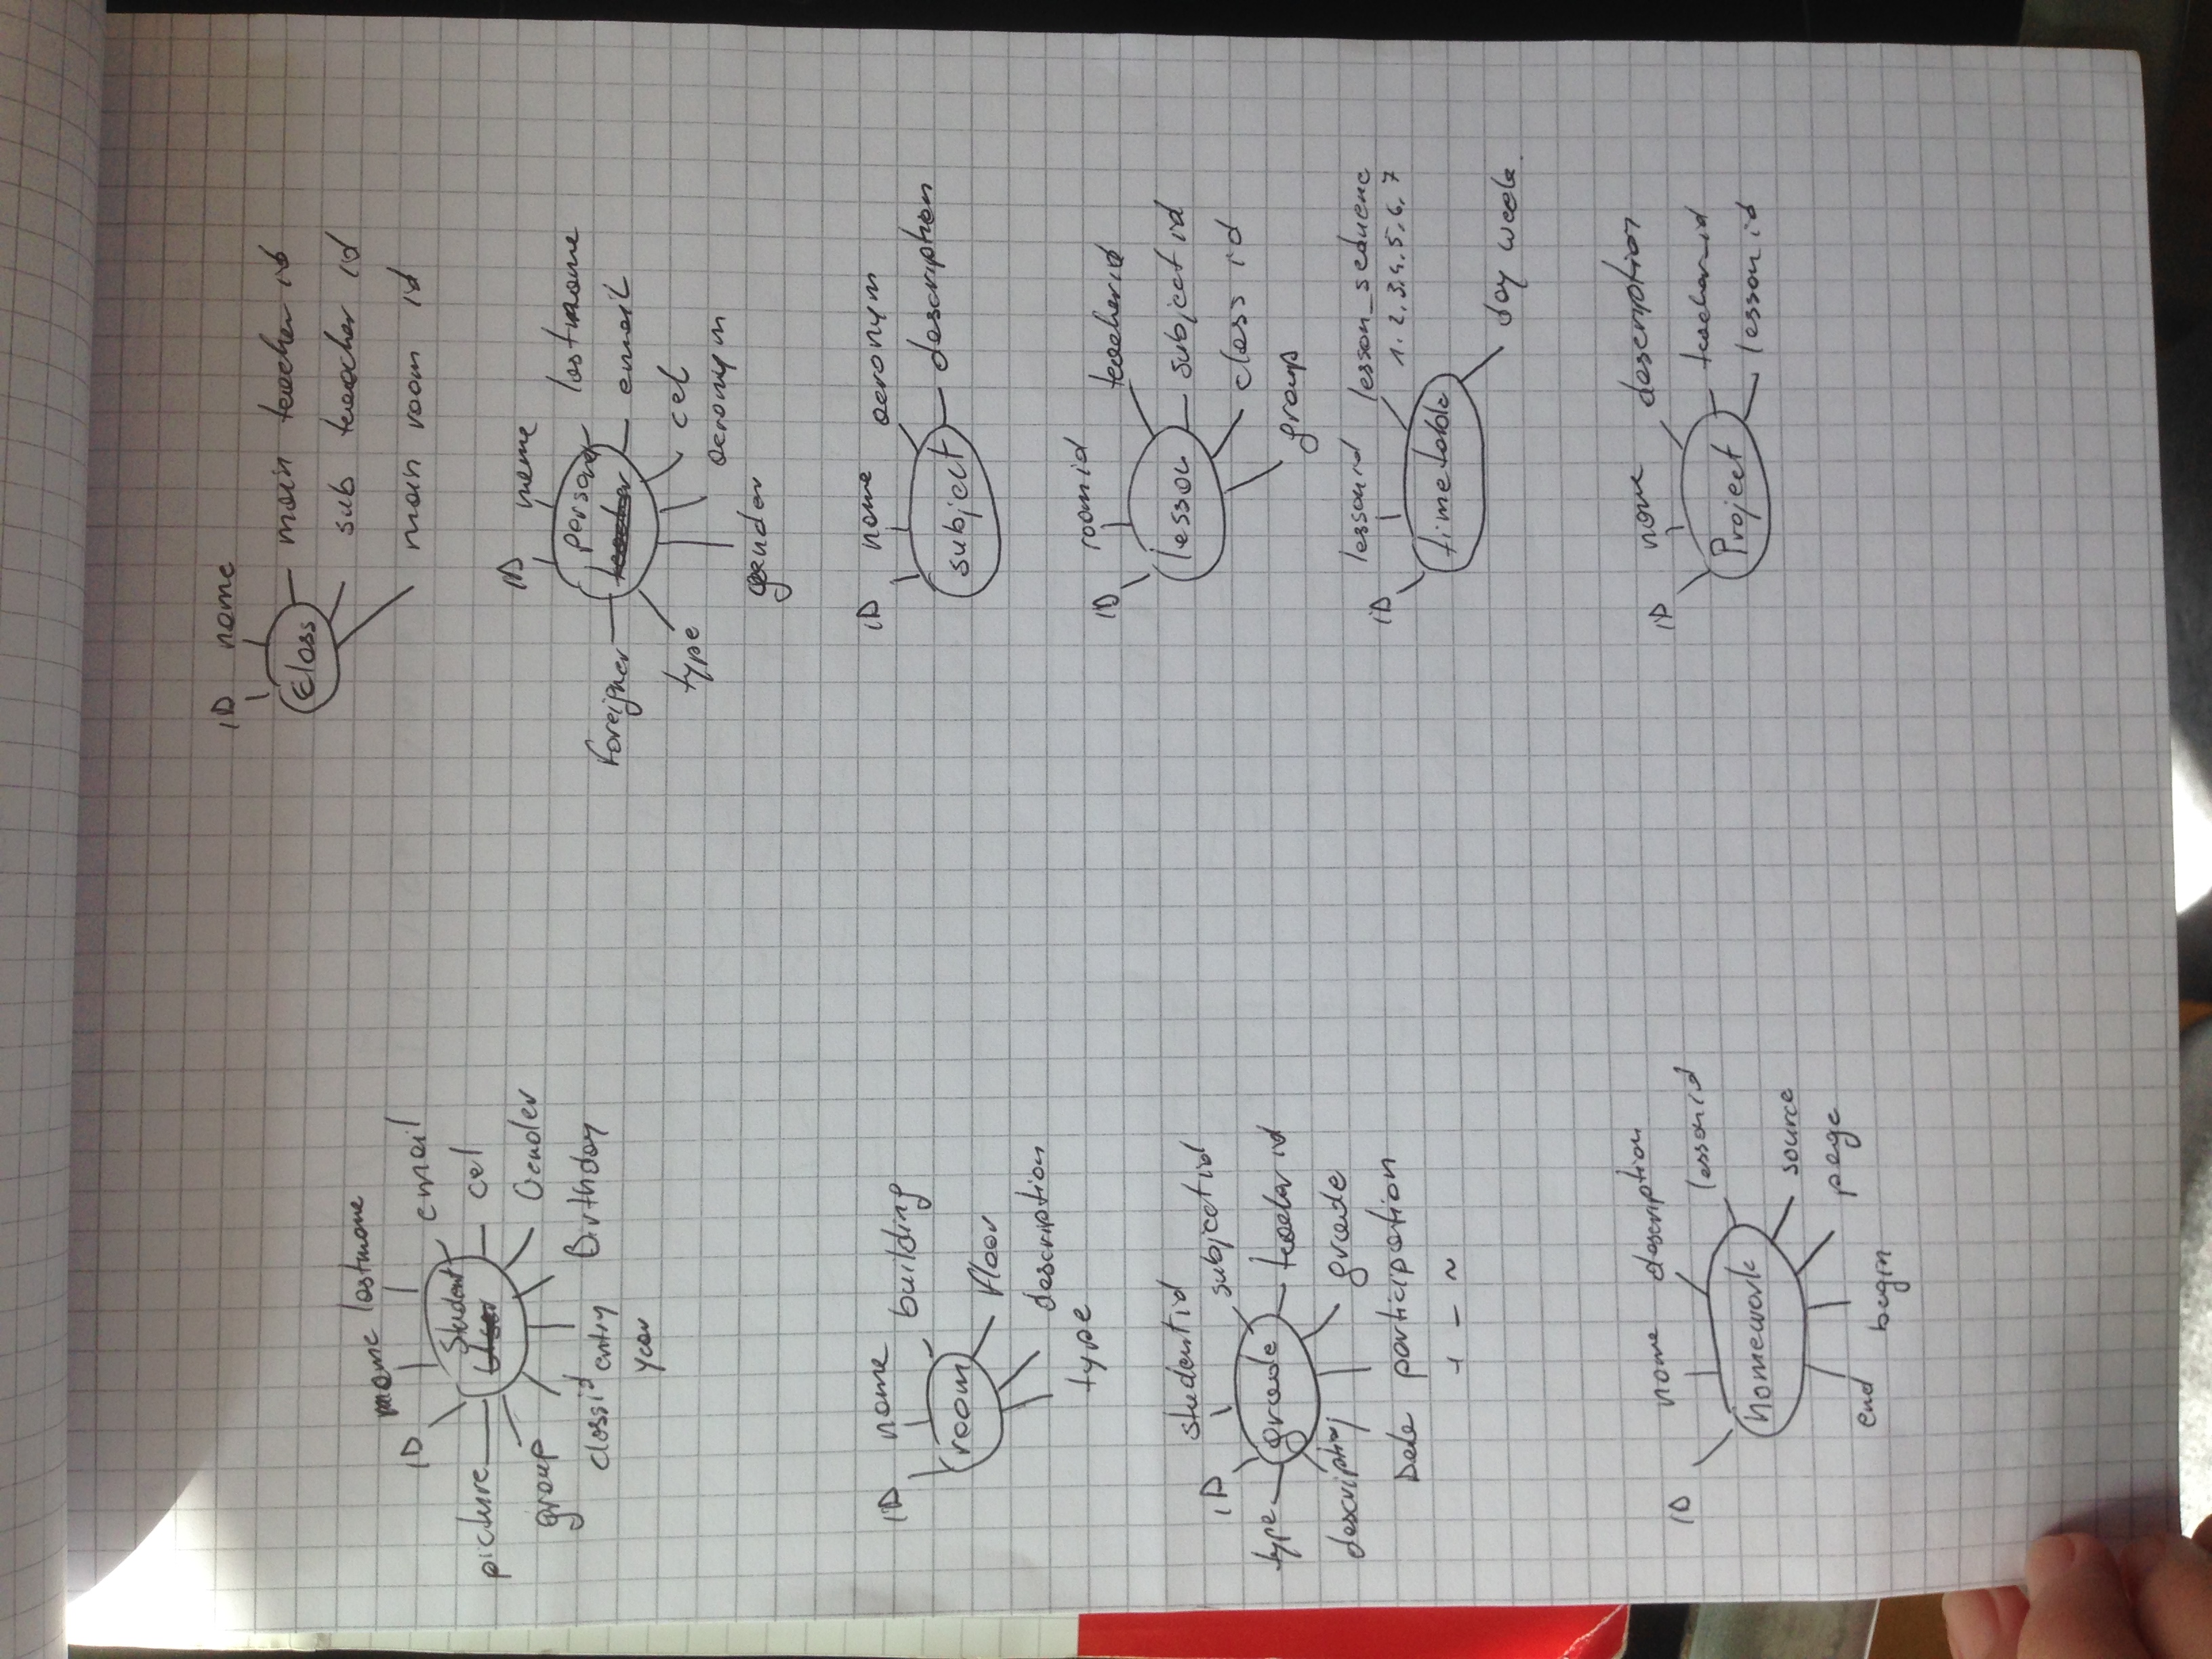 ID name
Class
main teacher id
sub teacher id
main room id
name lastname
ID
email
Student
User
picture
cel
group
Gender
classid
entry
year
Birthday
ID name
person
teacher
lastname
Foreigner
email
type
cel
acronym
gender
ID name
building
room
floor
description
type
ID name acronym
subject
description
ID roomid
teacherid
lesson
subject id
class id
group
studentid
ID
subject id
type
grade
teacher id
description
grade
Date participation
+ - ~
ID lessonid lesson_sequenc
1. 2. 3. 4. 5. 6. 7
timetable
day week
ID name description
lessonid
homework
source
page
end
begin
ID name description
teacher_id
Project
lesson id